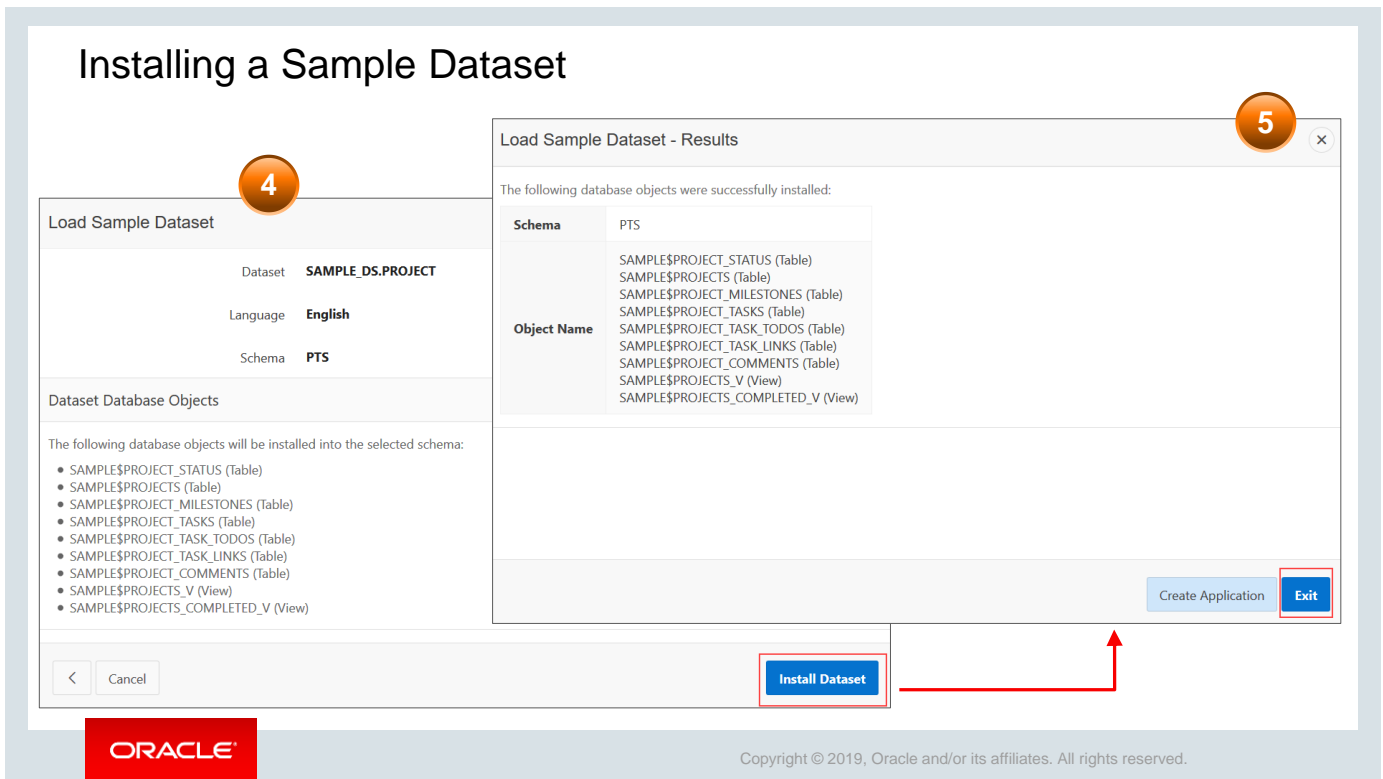 Installing a Sample Dataset
4
Load Sample Dataset
Dataset SAMPLE_DS.PROJECT
Language English
Schema PTS
Dataset Database Objects
The following database objects will be installed into the selected schema:
SAMPLE$PROJECT_STATUS (Table)
SAMPLE$PROJECTS (Table)
SAMPLE$PROJECT_MILESTONES (Table)
SAMPLE$PROJECT_TASKS (Table)
SAMPLE$PROJECT_TASK_TODOS (Table)
SAMPLE$PROJECT_TASK_LINKS (Table)
SAMPLE$PROJECT_COMMENTS (Table)
SAMPLE$PROJECTS_V (View)
SAMPLE$PROJECTS_COMPLETED_V (View)
Cancel
Install Dataset
5
Load Sample Dataset - Results
The following database objects were successfully installed:
Schema PTS
Object Name
SAMPLE$PROJECT_STATUS (Table)
SAMPLE$PROJECTS (Table)
SAMPLE$PROJECT_MILESTONES (Table)
SAMPLE$PROJECT_TASKS (Table)
SAMPLE$PROJECT_TASK_TODOS (Table)
SAMPLE$PROJECT_TASK_LINKS (Table)
SAMPLE$PROJECT_COMMENTS (Table)
SAMPLE$PROJECTS_V (View)
SAMPLE$PROJECTS_COMPLETED_V (View)
Create Application
Exit
ORACLE®
Copyright © 2019, Oracle and/or its affiliates. All rights reserved.